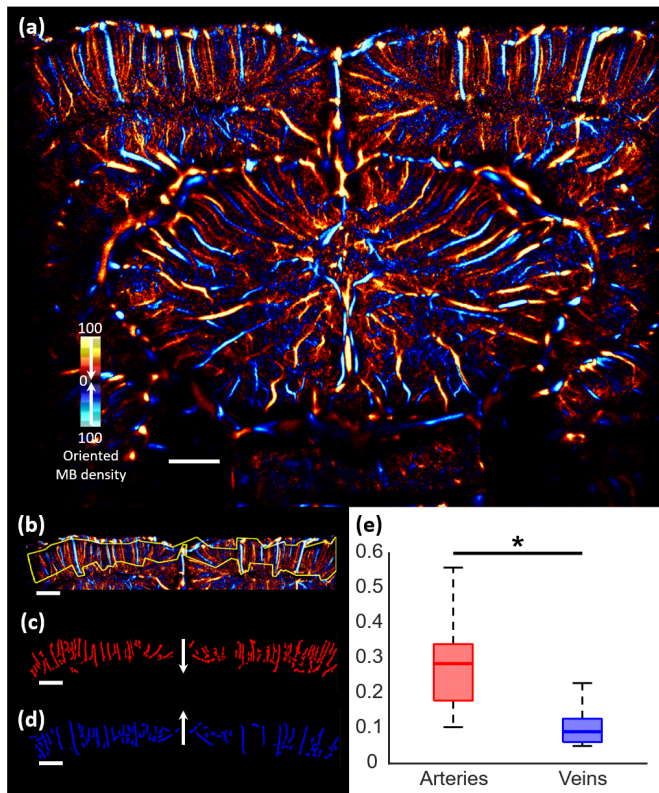 (a)
100
0
100
Oriented
MB density
(b)
(c)
(d)
(e)
*
0.6
0.5
0.4
0.3
0.2
0.1
0
Arteries
Veins